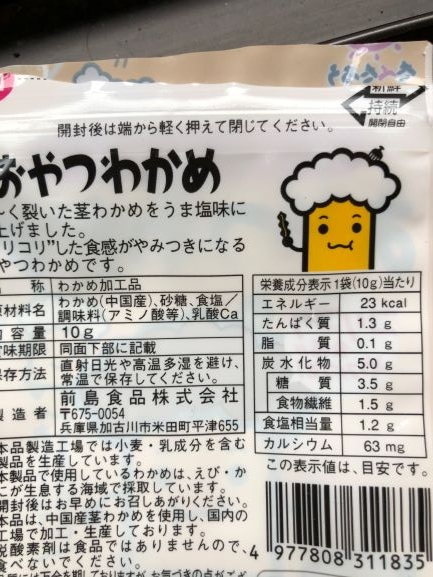 新鮮
持続
開閉自由
開封後は端から軽く押えて閉じてください。
おやつわかめ
く裂いた茎わかめをうま塩味に
上げました。
リコリ"した食感がやみつきになる
やつわかめです。
称 わかめ加工品
原材料名 わかめ(中国産)、砂糖、食塩／
調味料(アミノ酸等)、乳酸Ca
内容量 10g
賞味期限 同面下部に記載
保存方法 直射日光や高温多湿を避け、
常温で保存してください。
製造者 前島食品株式会社
〒675-0054
兵庫県加古川市米田町平津655
栄養成分表示 1袋(10g)当たり
エネルギー 23 kcal
たんぱく質 1.3 g
脂質 0.1 g
炭水化物 5.0 g
糖質 3.5 g
食物繊維 1.5 g
食塩相当量 1.2 g
カルシウム 63 mg
この表示値は、目安です。
本品製造工場では小麦・乳成分を含む
製品を生産しています。
本製品で使用しているわかめは、えび・か
にが生息する海域で採取しています。
開封後はお早めにお召しあがりください。
本品は、中国産茎わかめを使用し、国内の
工場で加工・生産しております。
脱酸素剤は食品ではありませんので、
食べないでください。
4 977808 311835